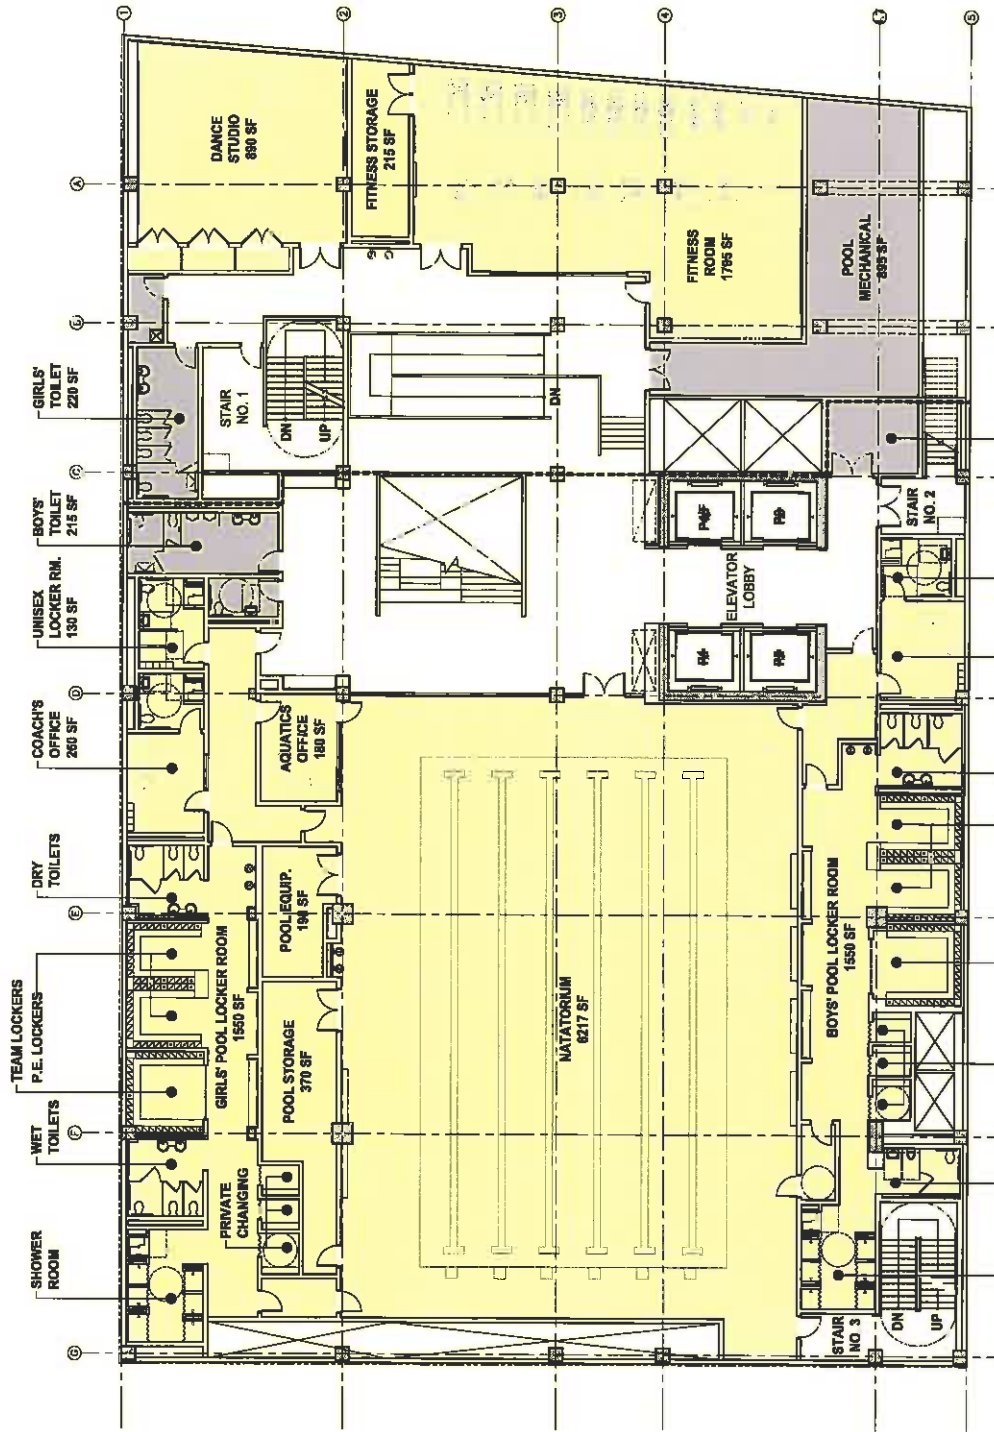 SHOWER
ROOM
WET
TOILETS
TEAM LOCKERS
P.E. LOCKERS
DRY
TOILETS
COACH'S
OFFICE
260 SF
UNISEX
LOCKER RM.
130 SF
BOYS'
TOILET
215 SF
GIRLS'
TOILET
220 SF
G
F
E
D
C
A
1
PRIVATE
CHANGING
GIRLS' POOL LOCKER ROOM
1550 SF
POOL STORAGE
370 SF
POOL EQUIP.
190 SF
AQUATICS
OFFICE
180 SF
STAIR
NO. 1
DN
UP
DANCE
STUDIO
890 SF
2
FITNESS STORAGE
215 SF
NATATORIUM
6217 SF
DN
3
4
FITNESS
ROOM
1795 SF
ELEVATOR
LOBBY
BOYS' POOL LOCKER ROOM
1550 SF
POOL
MECHANICAL
895 SF
STAIR
NO. 3
DN
UP
STAIR
NO. 2
5